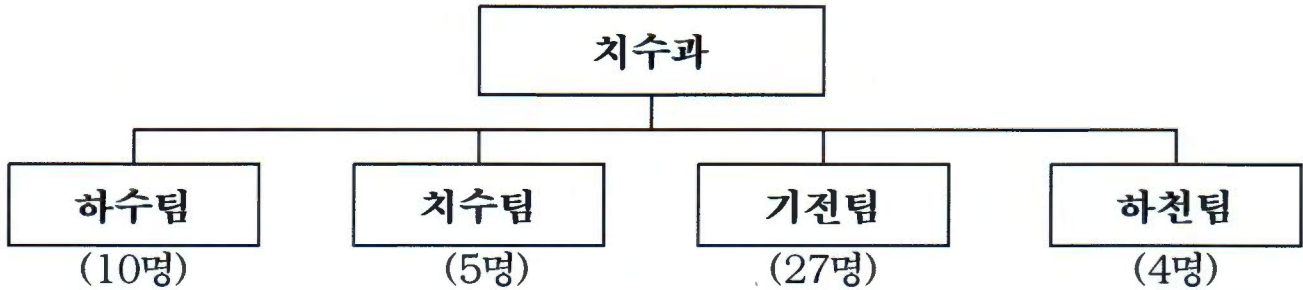 치수과
하수팀 치수팀 기전팀 하천팀
(10명) (5명) (27명) (4명)